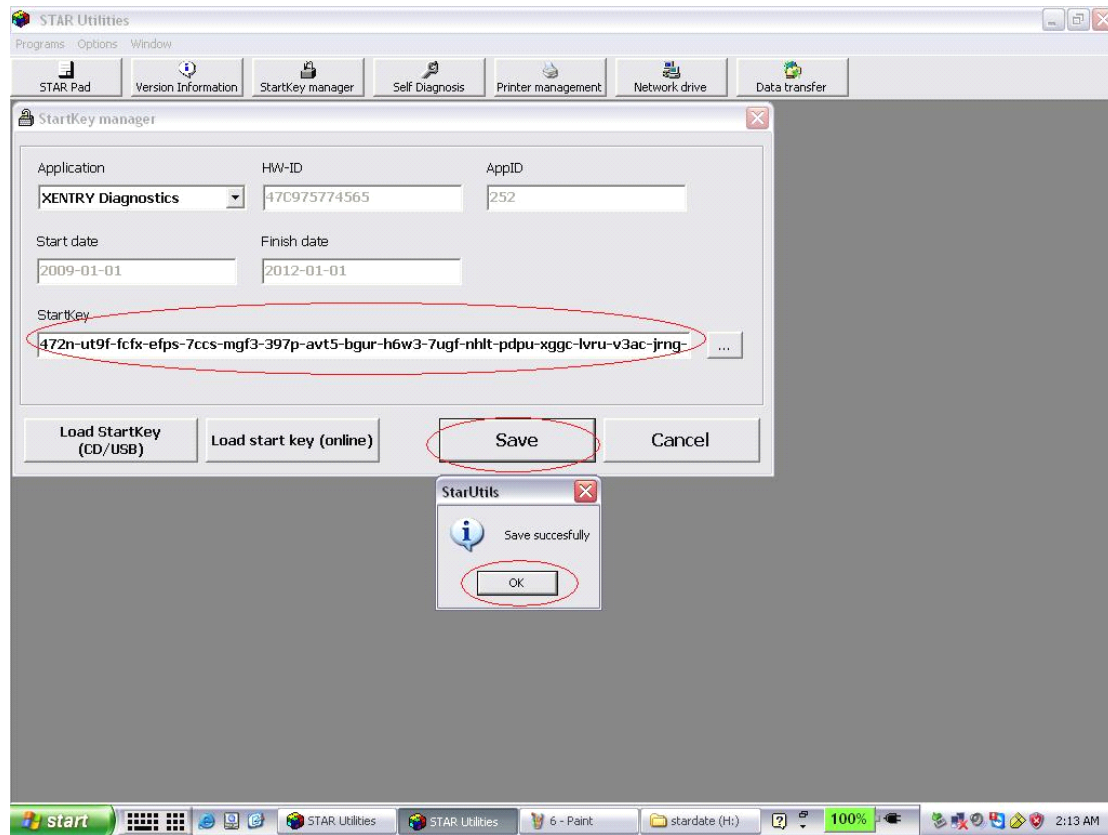 STAR Utilities
Programs Options Window
STAR Pad Version Information StartKey manager Self Diagnosis Printer management Network drive Data transfer
StartKey manager
Application HW-ID AppID
XENTRY Diagnostics 47C975774565 252
Start date Finish date
2009-01-01 2012-01-01
StartKey
472n-ut9f-fcfx-efps-7ccs-mgf3-397p-avt5-bgur-h6w3-7ugf-nhlt-pdpu-xggc-lvru-v3ac-jrng- ...
Load StartKey
(CD/USB) Load start key (online) Save Cancel
StarUtils
Save succesfully
OK
start STAR Utilities STAR Utilities 6 - Paint stardate (H:) 100% 2:13 AM